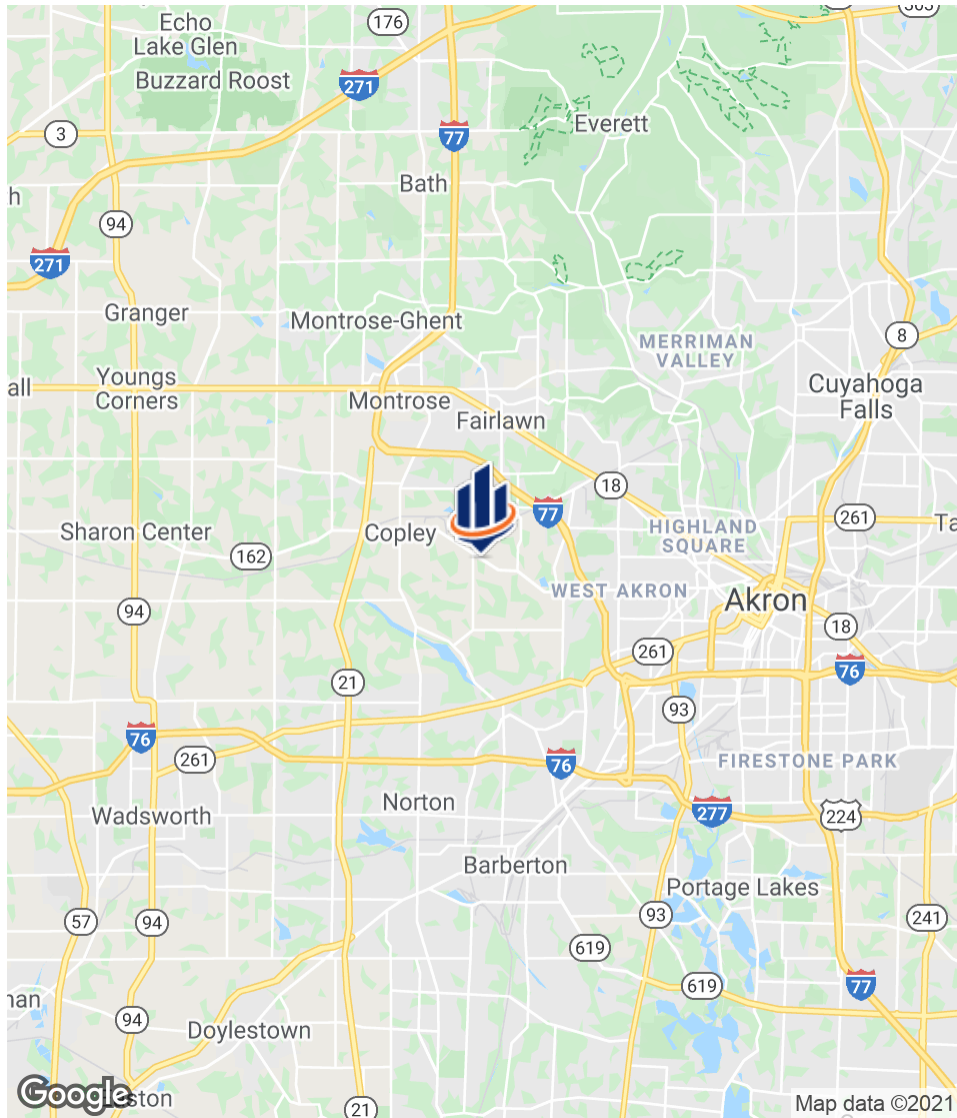 Echo
Lake Glen
176
Buzzard Roost
271
3
77
Everett
Bath
94
271
Granger
Montrose-Ghent
MERRIMAN
VALLEY
8
all
Youngs
Corners
Montrose
Cuyahoga
Falls
Fairlawn
18
77
261
Sharon Center
Copley
HIGHLAND
SQUARE
162
WEST AKRON
Akron
94
18
261
76
21
93
76
261
76
FIRESTONE PARK
Norton
277
224
Wadsworth
Barberton
Portage Lakes
57
94
93
241
619
619
77
94
Doylestown
Google
21
Map data ©2021